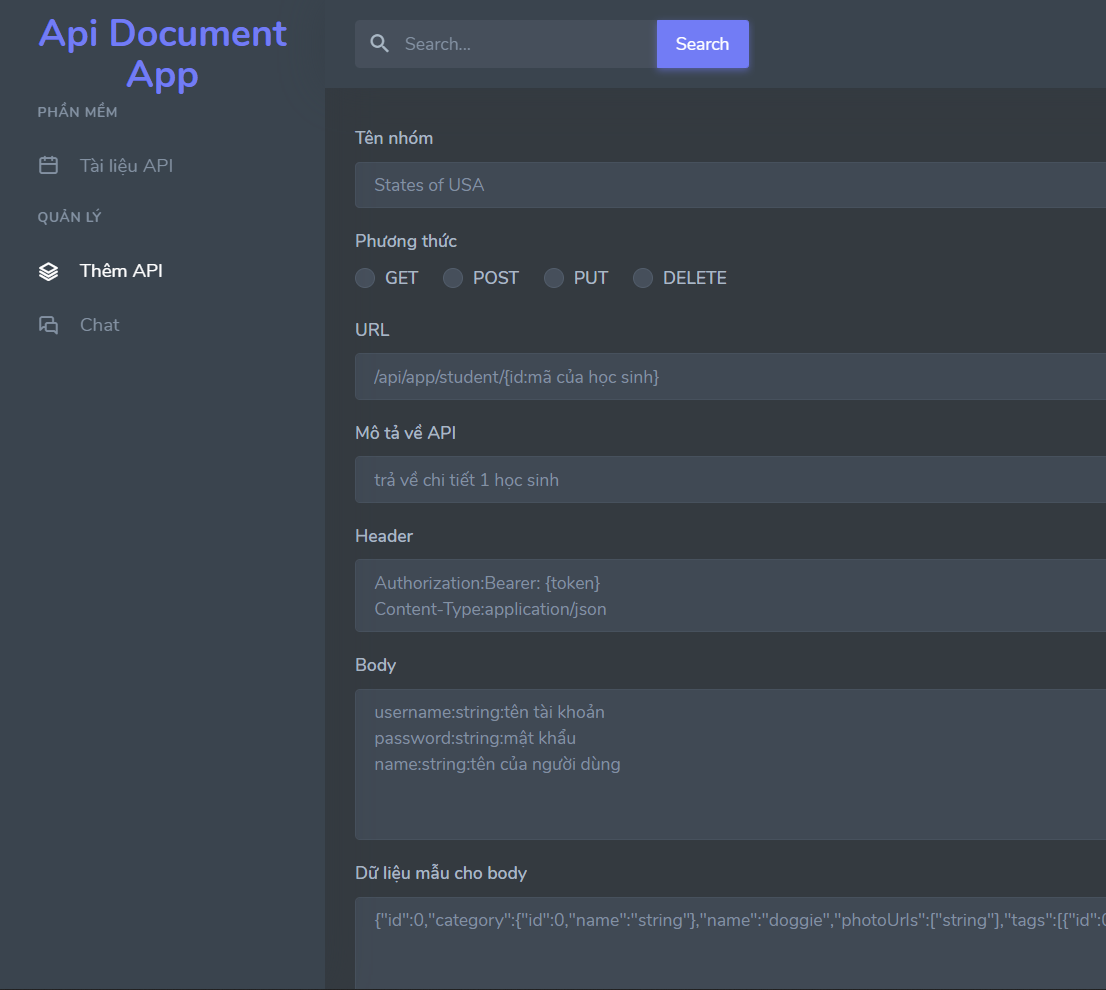 Api Document
App
PHẦN MỀM
Tài liệu API
QUẢN LÝ
Thêm API
Chat
Search...
Search
Tên nhóm
States of USA
Phương thức
GET
POST
PUT
DELETE
URL
/api/app/student/{id:mã của học sinh}
Mô tả về API
trả về chi tiết 1 học sinh
Header
Authorization:Bearer: {token}
Content-Type:application/json
Body
username:string:tên tài khoản
password:string:mật khẩu
name:string:tên của người dùng
Dữ liệu mẫu cho body
{"id":0,"category":{"id":0,"name":"string"},"name":"doggie","photoUrls":["string"],"tags":[{"id":